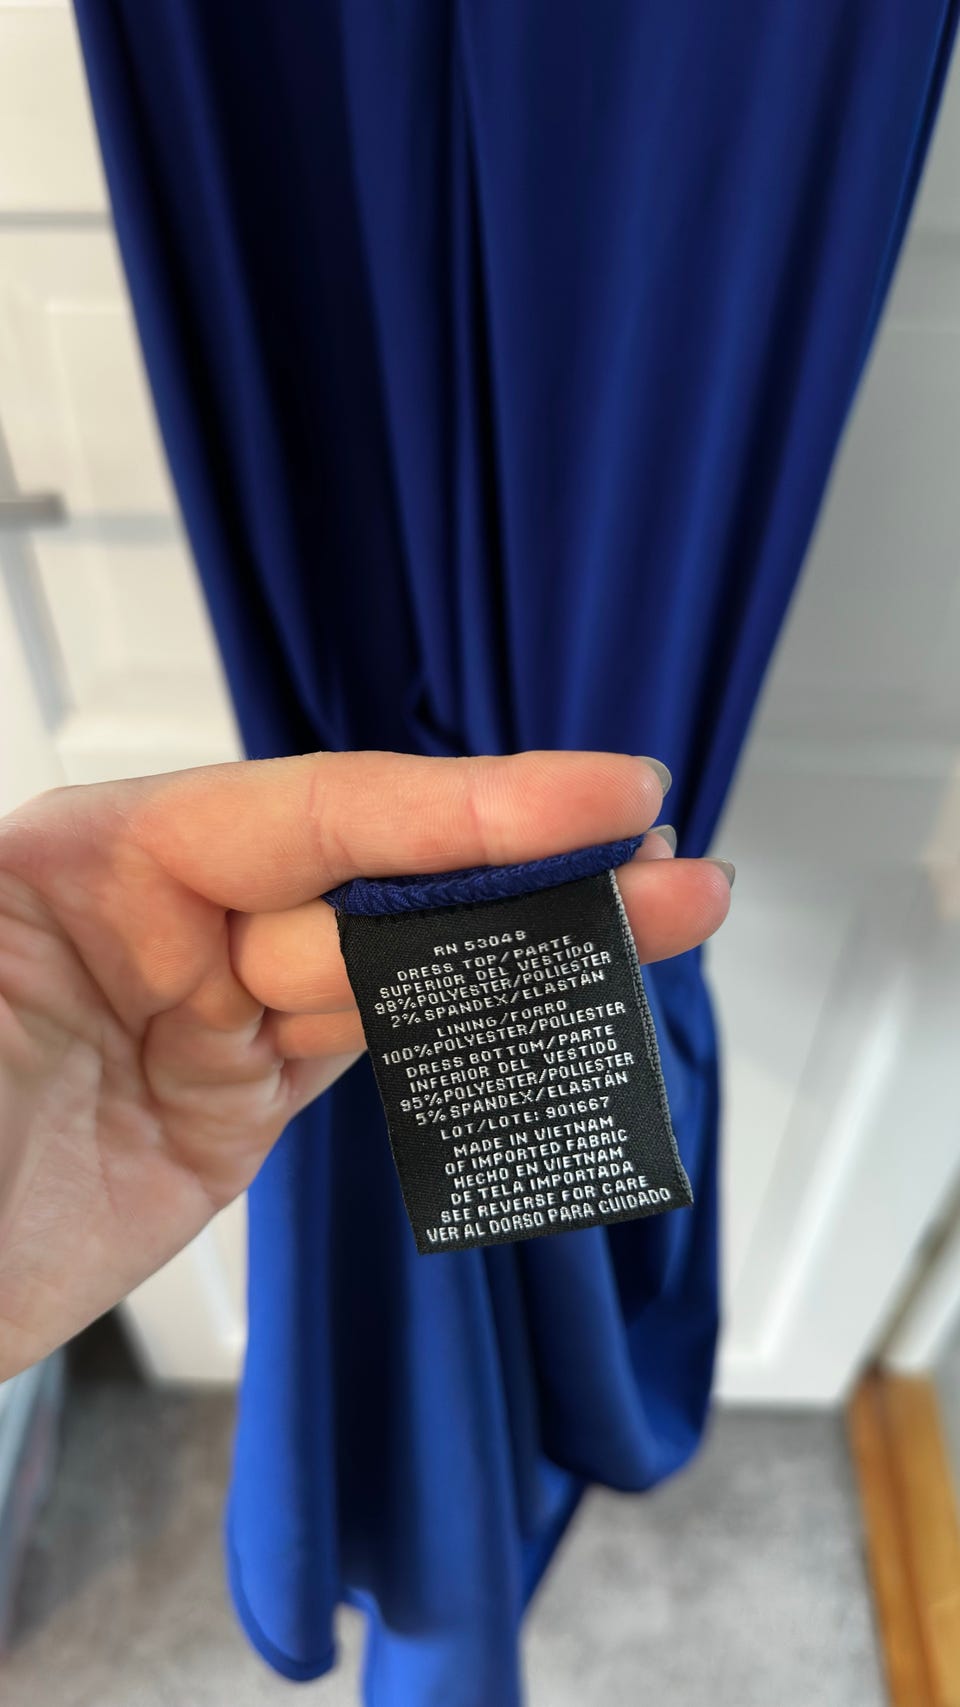 RN 53048
DRESS TOP/PARTE
SUPERIOR DEL VESTIDO
98%POLYESTER/POLIESTER
2%SPANDEX/ELASTÁN
LINING/FORRO
100%POLYESTER/POLIESTER
DRESS BOTTOM/PARTE
INFERIOR DEL VESTIDO
95%POLYESTER/POLIESTER
5%SPANDEX/ELASTÁN
LOT/LOTE: 901667
MADE IN VIETNAM
OF IMPORTED FABRIC
HECHO EN VIETNAM
DE TELA IMPORTADA
SEE REVERSE FOR CARE
VER AL DORSO PARA CUIDADO